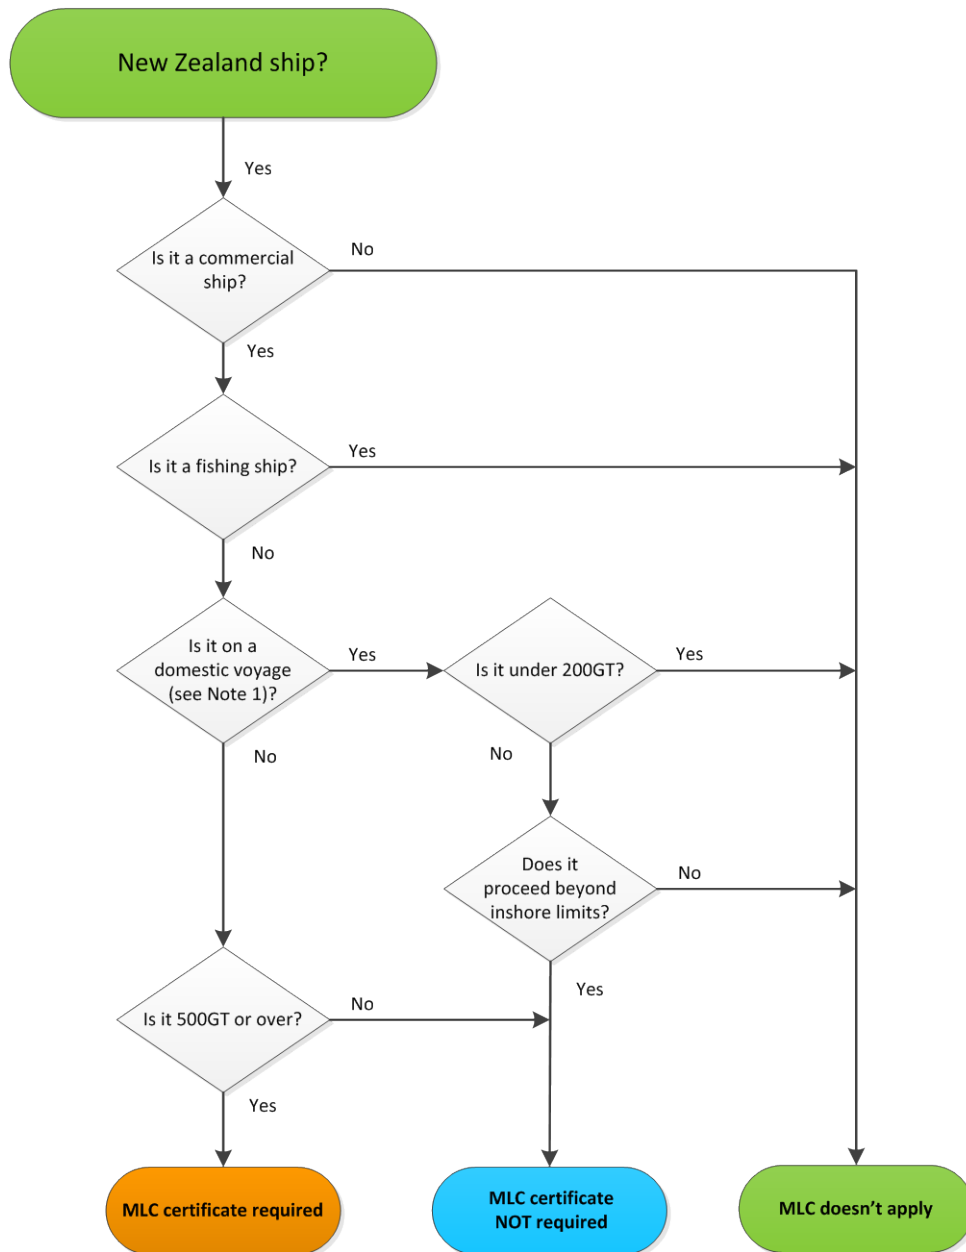 New Zealand ship?
Yes
Is it a commercial
ship?
No
Yes
Is it a fishing ship?
Yes
No
Is it on a
domestic voyage
(see Note 1)?
Yes
Is it under 200GT?
Yes
No
No
Does it
proceed beyond
inshore limits?
No
Yes
Is it 500GT or over?
No
Yes
MLC certificate required
MLC certificate
NOT required
MLC doesn’t apply